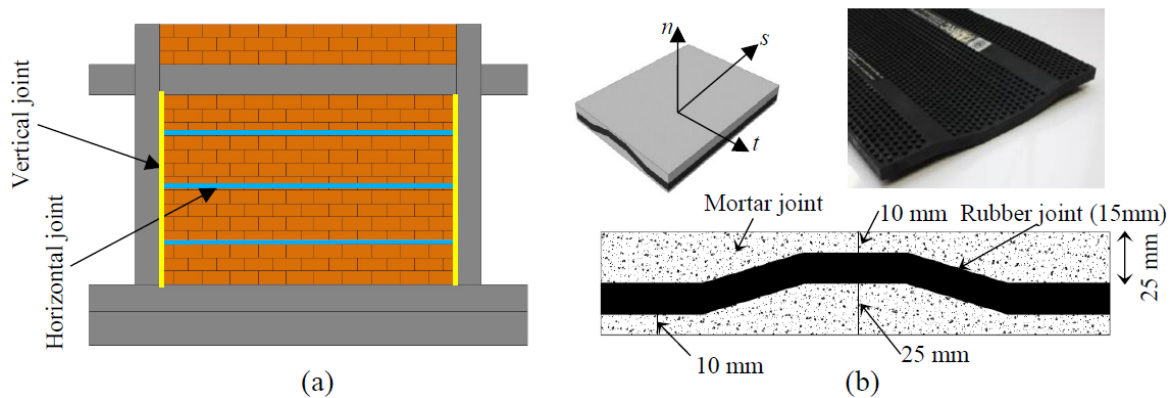 Vertical joint
Horizontal joint
(a)
n
s
t
Mortar joint
10 mm
Rubber joint (15mm)
25 mm
10 mm
25 mm
(b)